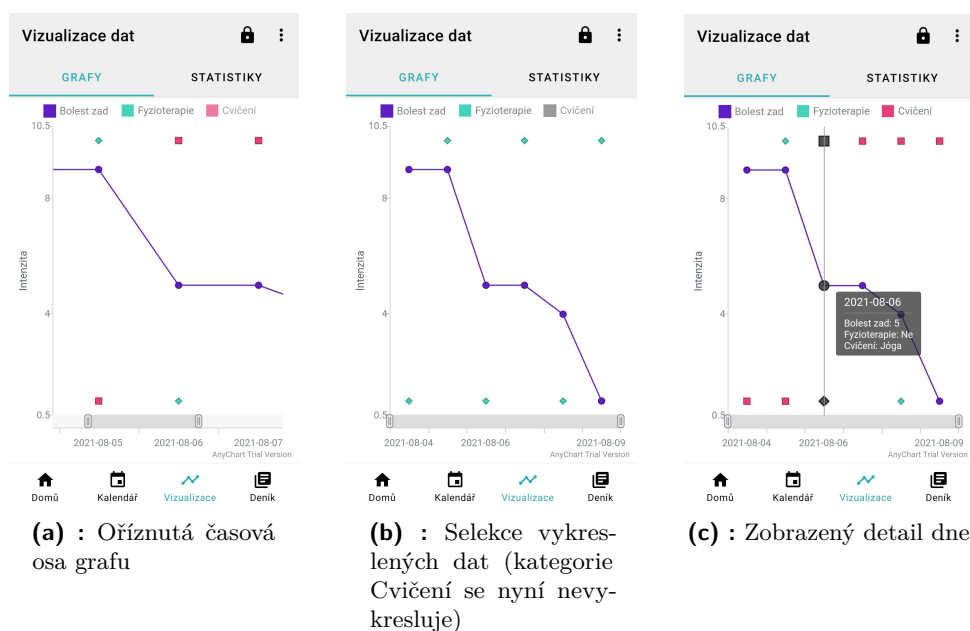 Vizualizace dat
GRAFY STATISTIKY
Bolest zad Fyzioterapie Cvičení
10.5
8
Intenzita
4
0.5
2021-08-05 2021-08-06 2021-08-07
AnyChart Trial Version
Domů Kalendář Vizualizace Deník
(a) : Oříznutá časová
osa grafu
Vizualizace dat
GRAFY STATISTIKY
Bolest zad Fyzioterapie Cvičení
10.5
8
Intenzita
4
0.5
2021-08-04 2021-08-06 2021-08-09
AnyChart Trial Version
Domů Kalendář Vizualizace Deník
(b) : Selekce vykres-
lených dat (kategorie
Cvičení se nyní nevy-
kresluje)
Vizualizace dat
GRAFY STATISTIKY
Bolest zad Fyzioterapie Cvičení
10.5
8
Intenzita
4
2021-08-06
Bolest zad: 5
Fyzioterapie: Ne
Cvičení: Jóga
0.5
2021-08-04 2021-08-06 2021-08-09
AnyChart Trial Version
Domů Kalendář Vizualizace Deník
(c) : Zobrazený detail dne